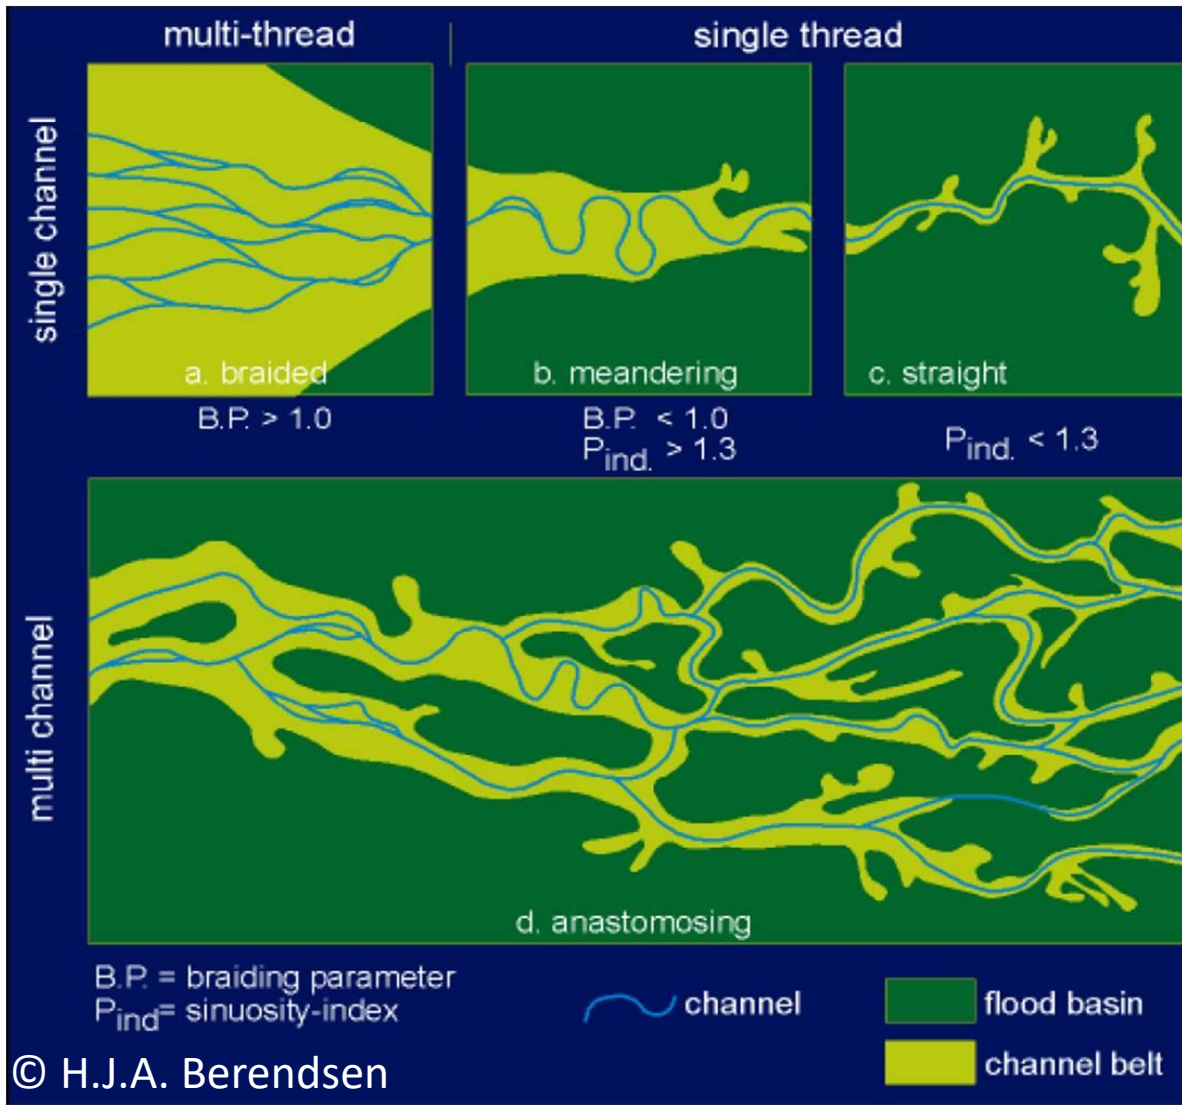 multi-thread
single thread
single channel
a. braided
b. meandering
c. straight
B.P. > 1.0
B.P. < 1.0
Pind. > 1.3
Pind. < 1.3
multi channel
d. anastomosing
B.P. = braiding parameter
Pind= sinuosity-index
channel
flood basin
channel belt
© H.J.A. Berendsen